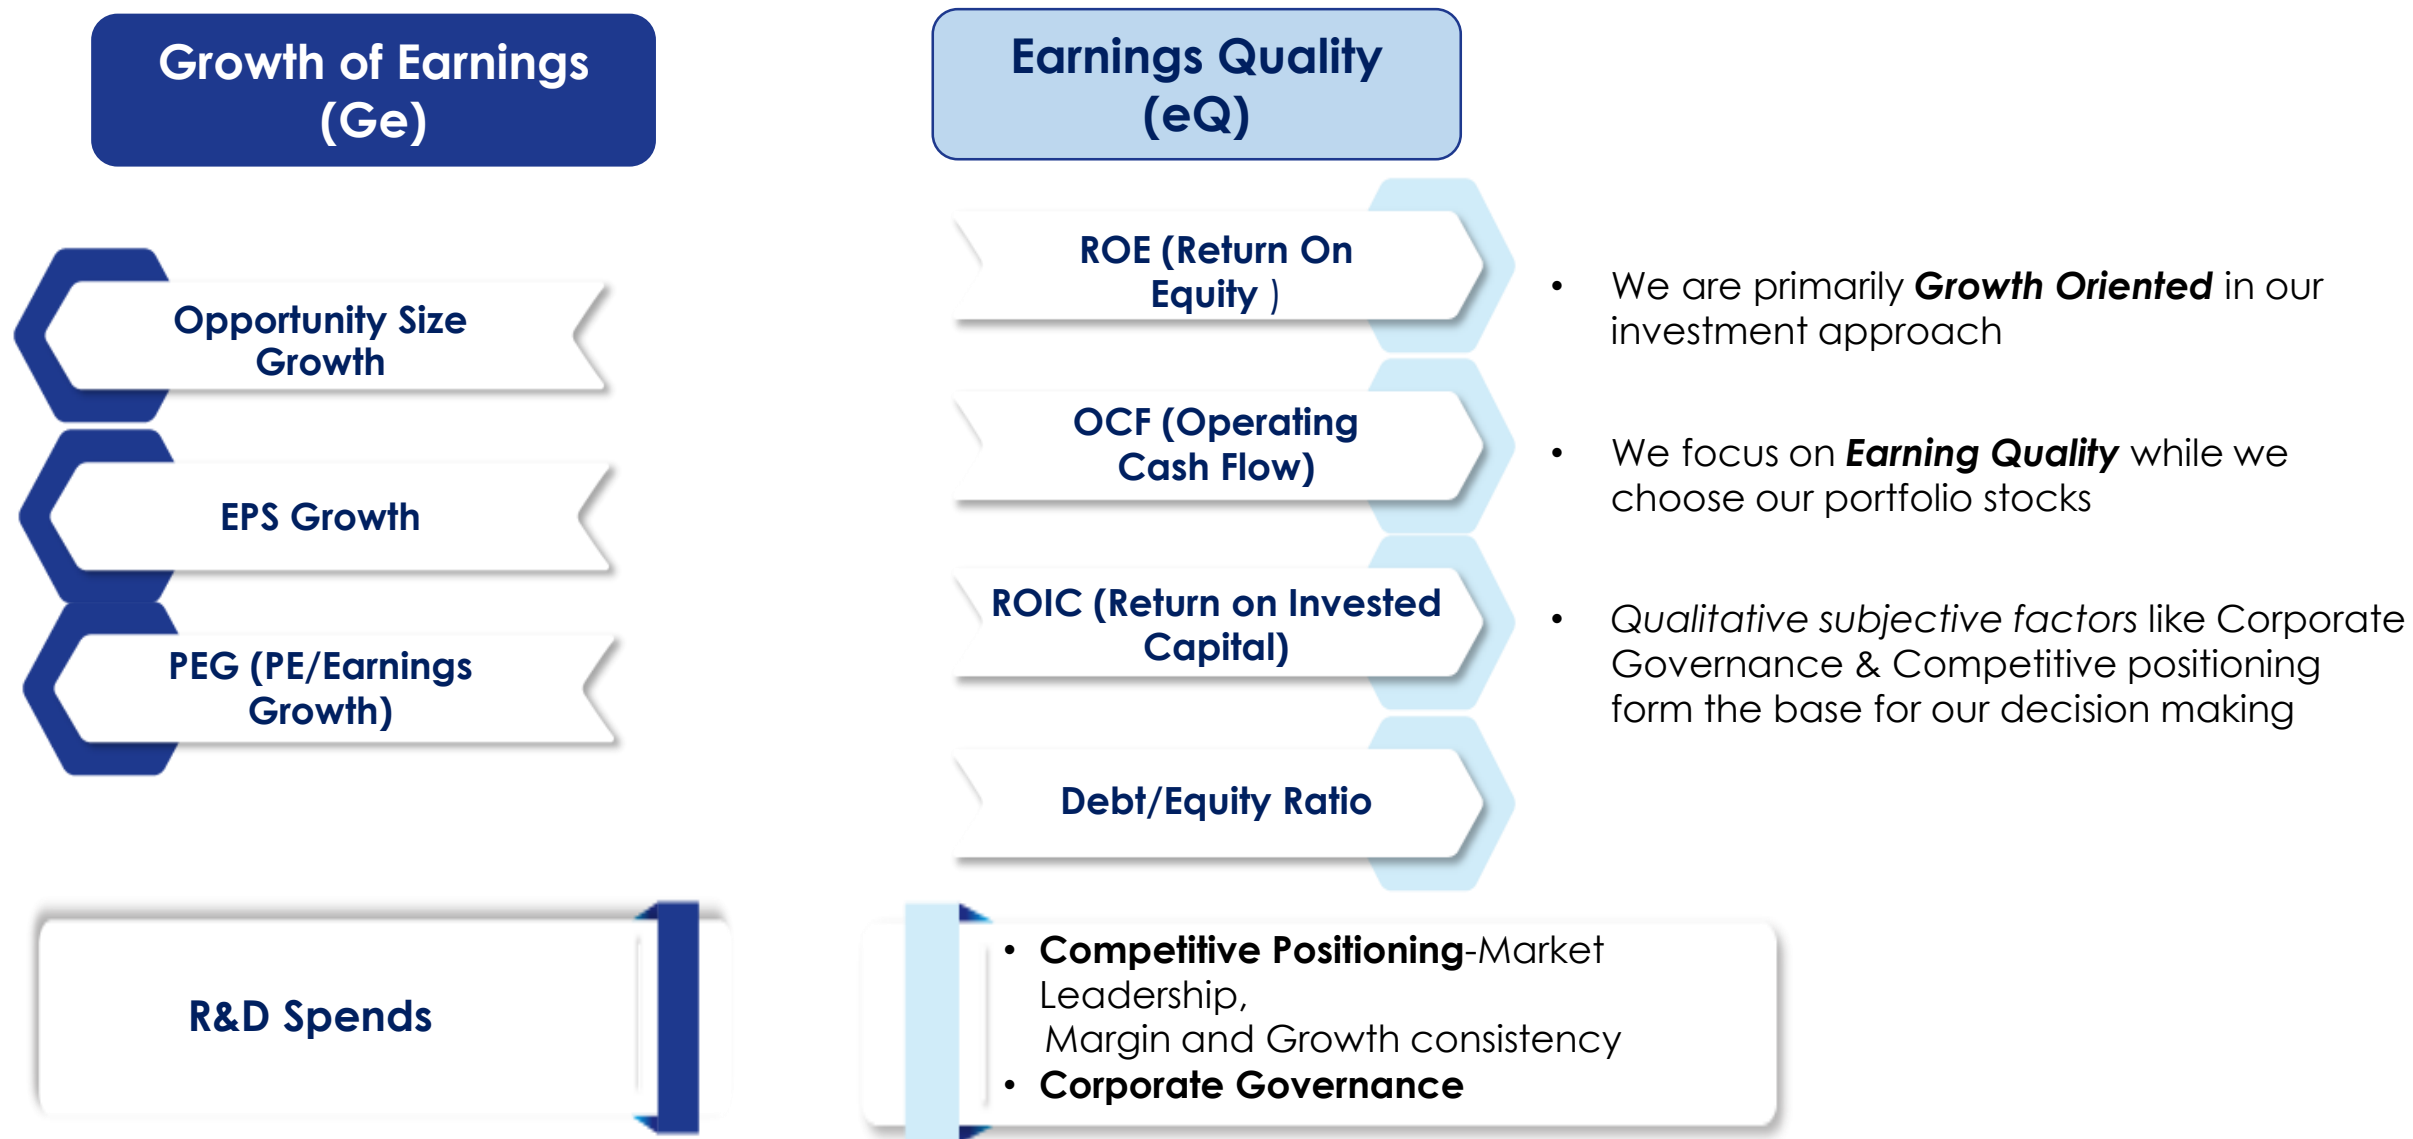 Growth of Earnings
(Ge)
Opportunity Size
Growth
EPS Growth
PEG (PE/Earnings
Growth)
R&D Spends
Earnings Quality
(eQ)
ROE (Return On
Equity )
OCF (Operating
Cash Flow)
ROIC (Return on Invested
Capital)
Debt/Equity Ratio
• Competitive Positioning-Market
Leadership,
Margin and Growth consistency
• Corporate Governance
• We are primarily Growth Oriented in our
investment approach
• We focus on Earning Quality while we
choose our portfolio stocks
• Qualitative subjective factors like Corporate
Governance & Competitive positioning
form the base for our decision making